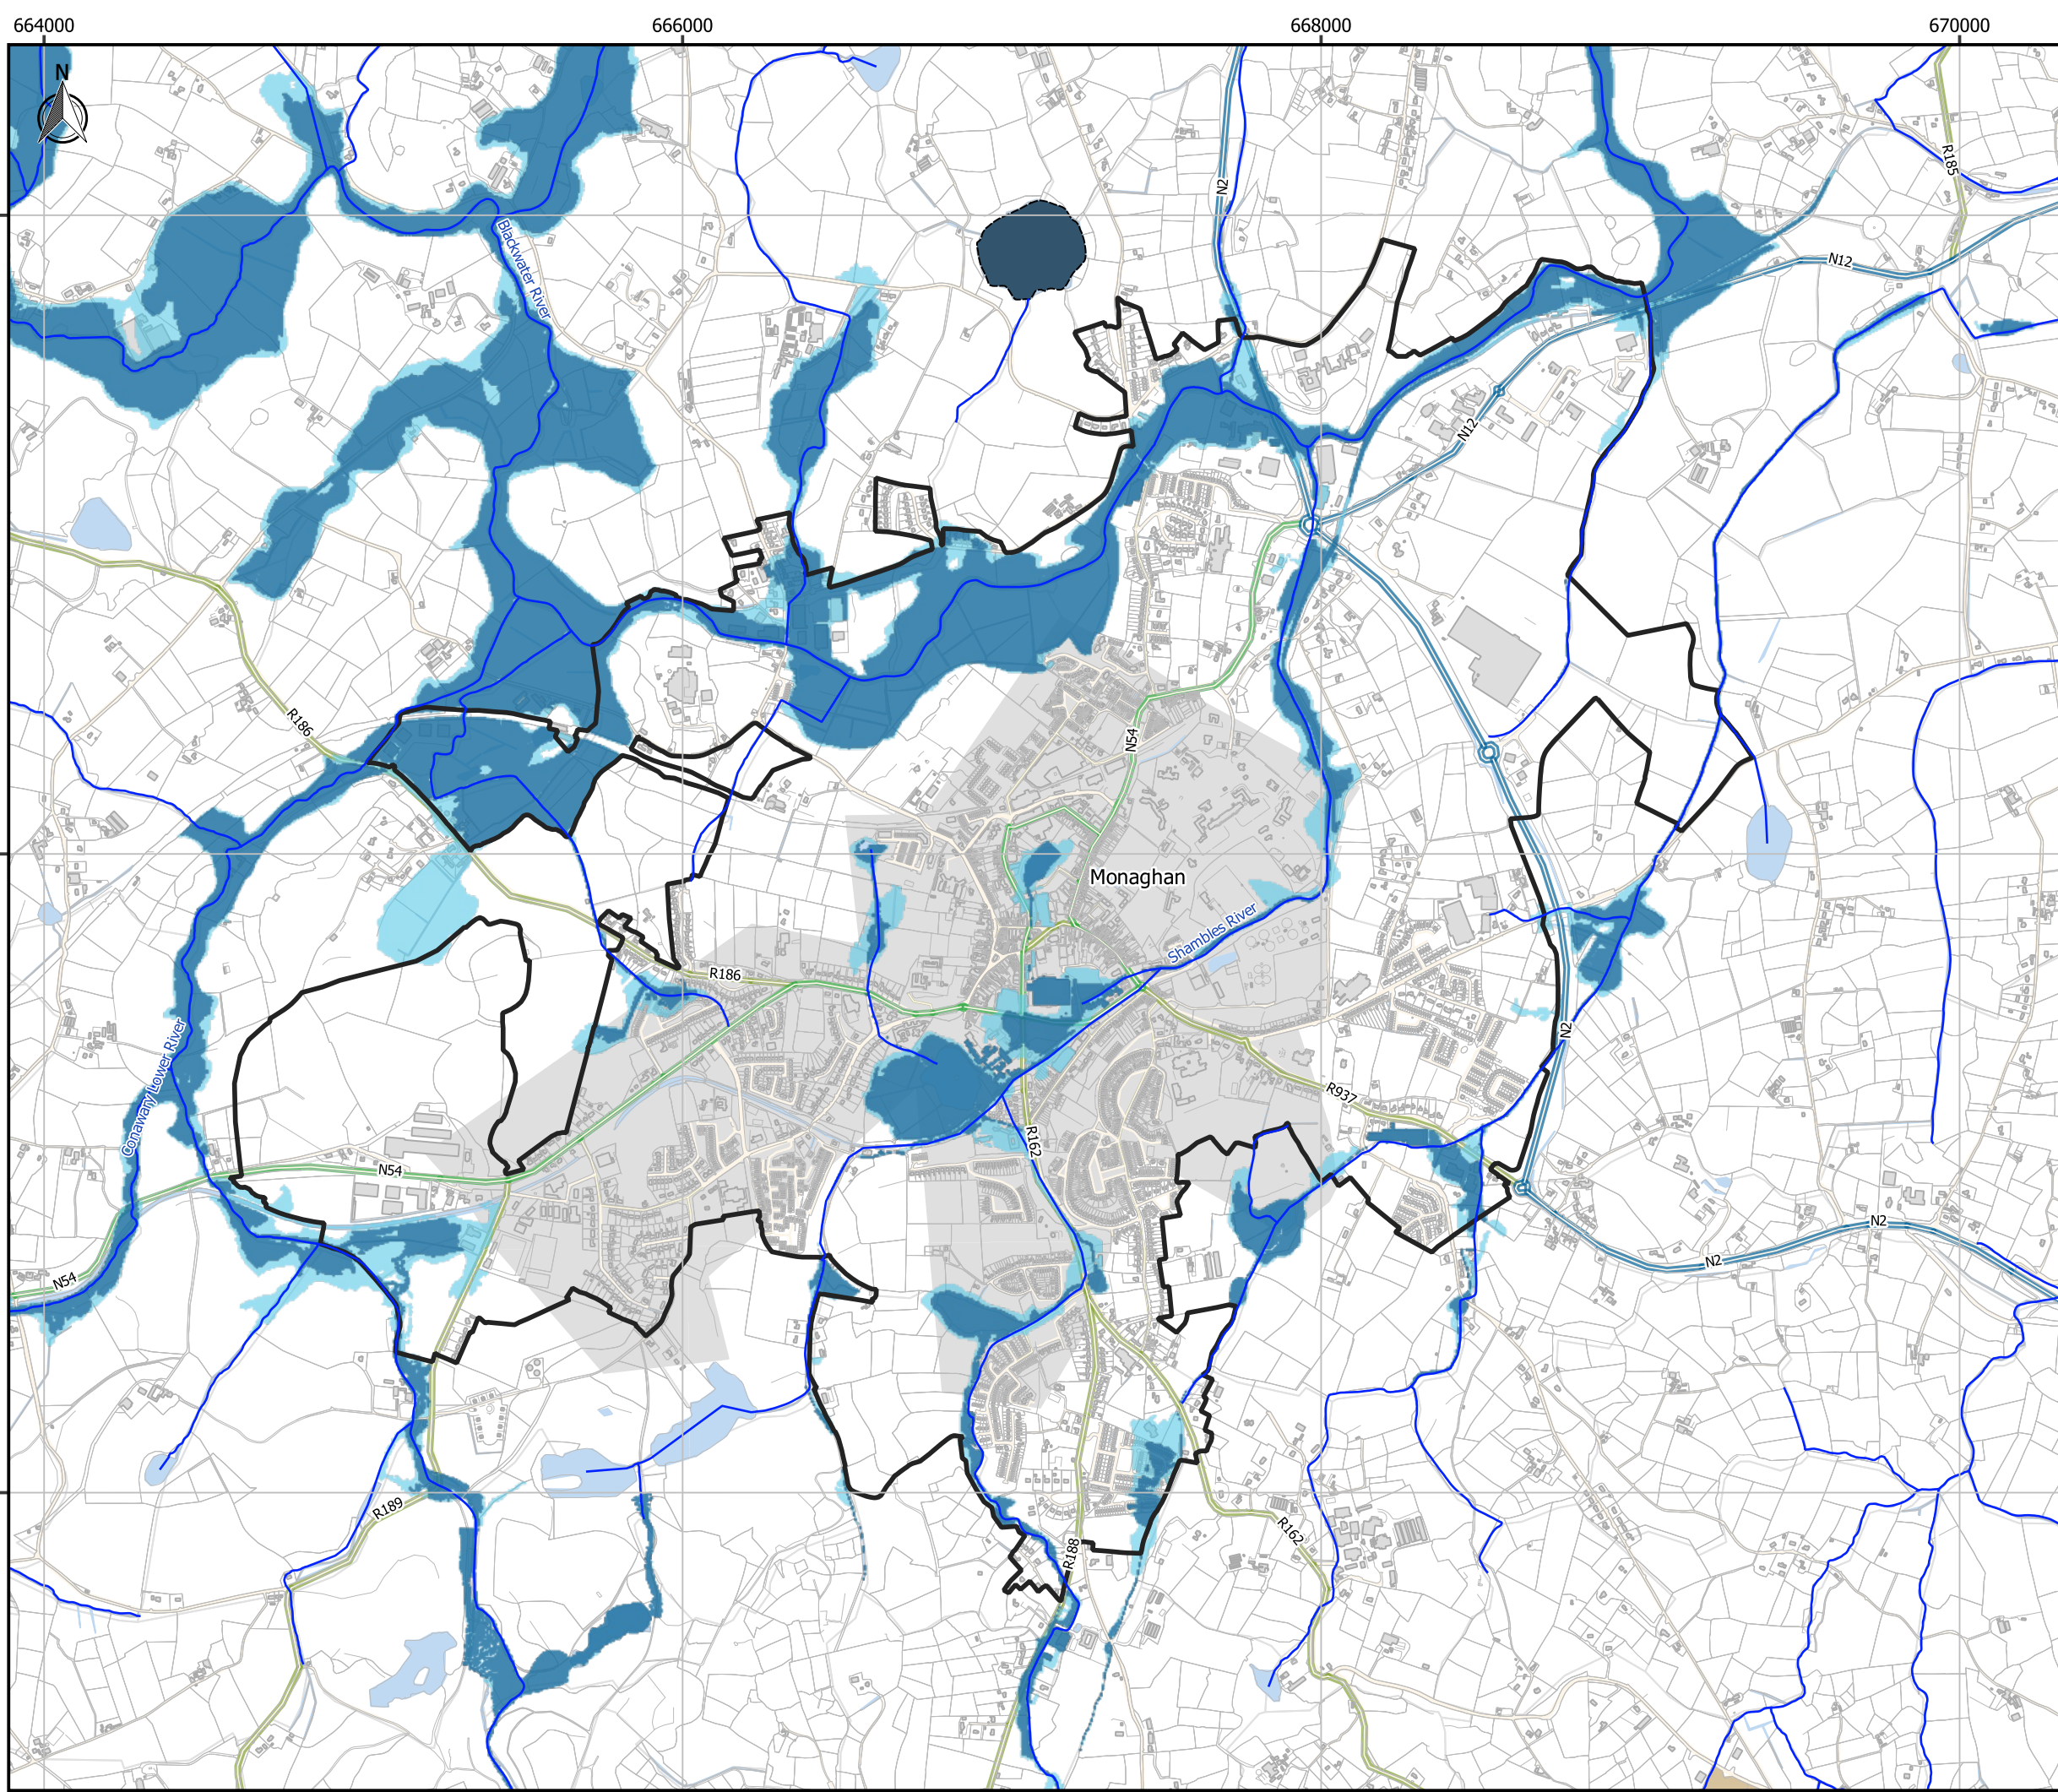 664000 666000 668000 670000
N
N2
R185
Blackwater River
N12
N12
R186
N54
Monaghan
Shambles River
R186
N2
Conawary Lower River
R937
R162
N54
N2
N2
N54
R189
R162
R188